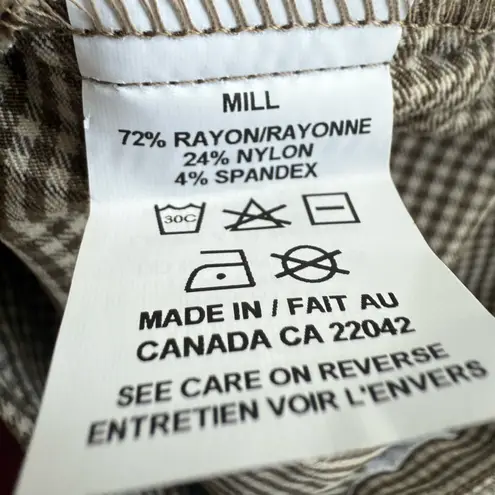 MILL
72% RAYON/RAYONNE
24% NYLON
4% SPANDEX
30C
MADE IN / FAIT AU
CANADA CA 22042
SEE CARE ON REVERSE
ENTRETIEN VOIR L'ENVERS